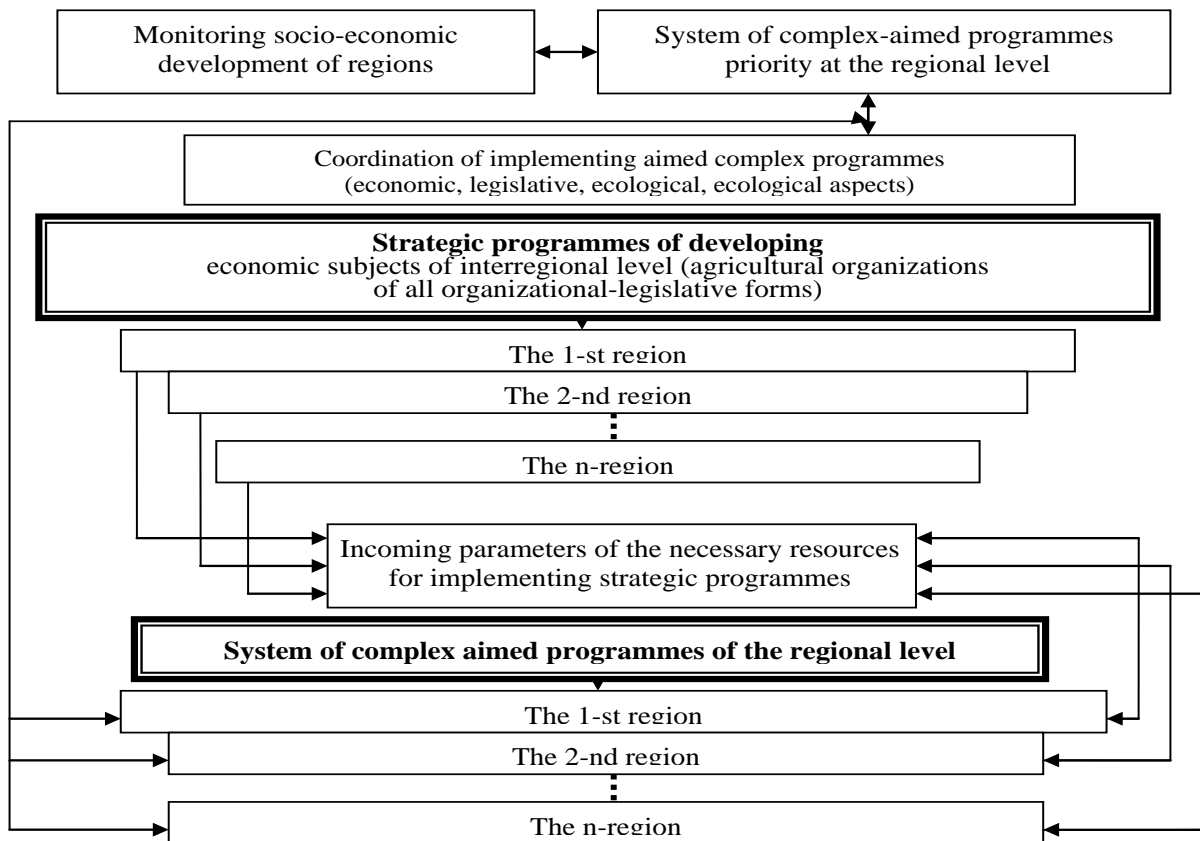 Monitoring socio-economic
development of regions
System of complex-aimed programmes
priority at the regional level
Coordination of implementing aimed complex programmes
(economic, legislative, ecological, ecological aspects)
Strategic programmes of developing
economic subjects of interregional level (agricultural organizations
of all organizational-legislative forms)
The 1-st region
The 2-nd region
The n-region
Incoming parameters of the necessary resources
for implementing strategic programmes
System of complex aimed programmes of the regional level
The 1-st region
The 2-nd region
The n-region